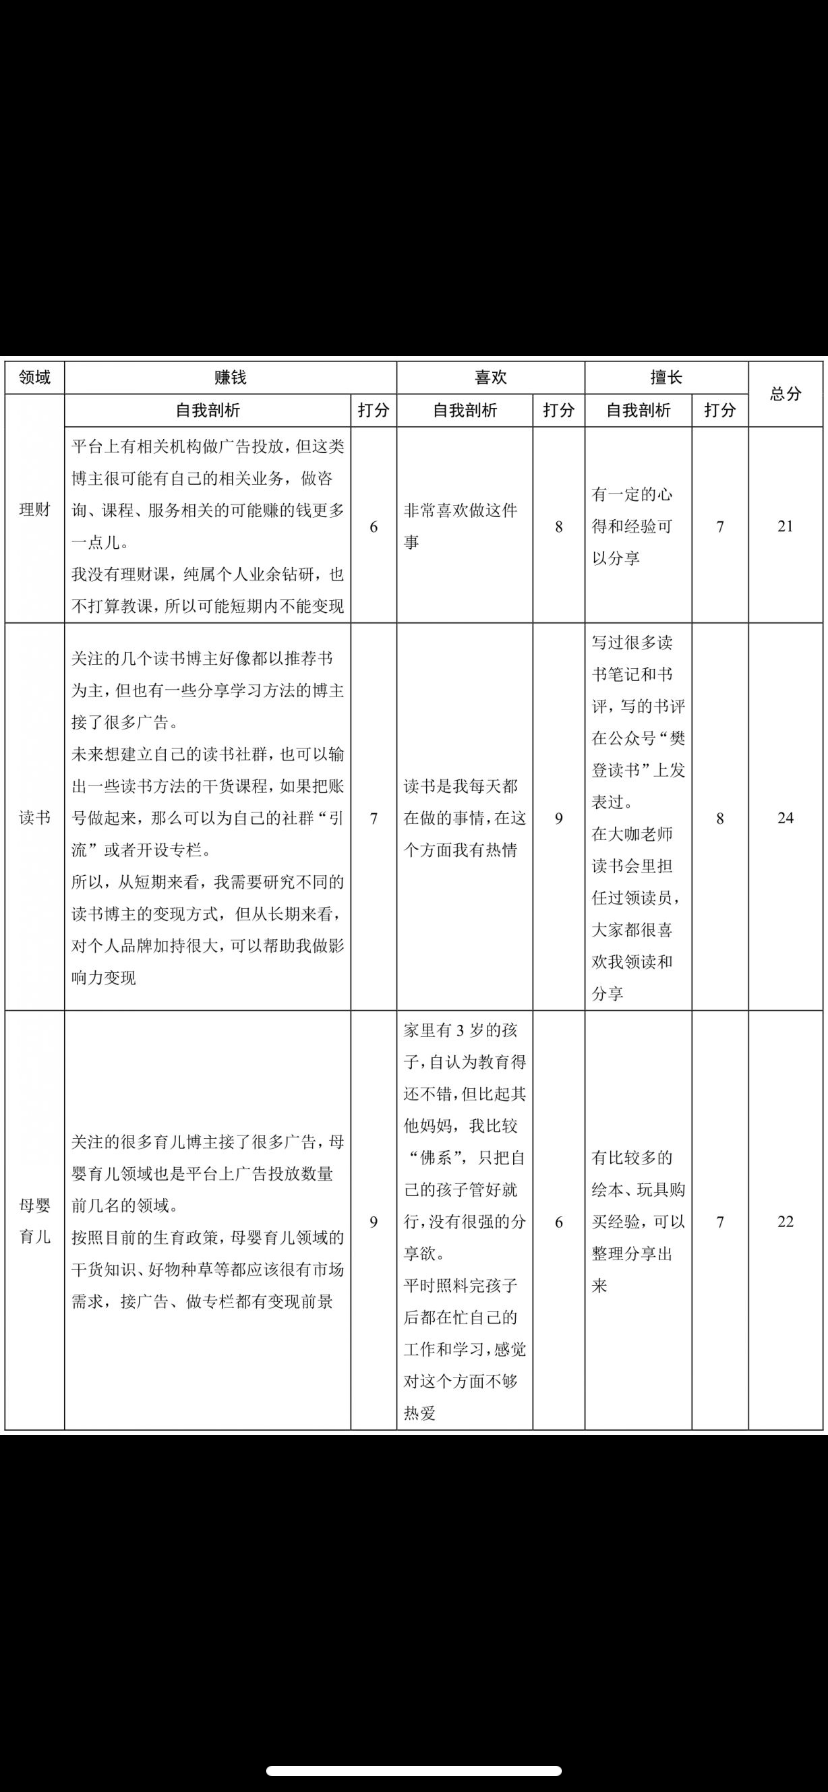 领域 赚钱 喜欢 擅长 总分
自我剖析 打分 自我剖析 打分 自我剖析 打分
理财
平台上有相关机构做广告投放，但这类
博主很可能有自己的相关业务，做咨
询、课程、服务相关的可能赚的钱更多
一点儿。
我没有理财课，纯属个人业余钻研，也
不打算教课，所以可能短期内不能变现
6
非常喜欢做这件
事
8
有一定的心
得和经验可
以分享
7
21
读书
关注的几个读书博主好像都以推荐书
为主，但也有一些分享学习方法的博主
接了很多广告。
未来想建立自己的读书社群，也可以输
出一些读书方法的干货课程，如果把账
号做起来，那么可以为自己的社群“引
流”或者开设专栏。
所以，从短期来看，我需要研究不同的
读书博主的变现方式，但从长期来看，
对个人品牌加持很大，可以帮助我做影
响力变现
7
读书是我每天都
在做的事情，在这
个方面我有热情
9
写过很多读
书笔记和书
评，写的书评
在公众号“樊
登读书”上发
表过。
在大咖老师
读书会里担
任过领读员，
大家都很喜
欢我领读和
分享
8
24
母婴
育儿
关注的很多育儿博主接了很多广告，母
婴育儿领域也是平台上广告投放数量
前几名的领域。
按照目前的生育政策，母婴育儿领域的
干货知识、好物种草等都应该很有市场
需求，接广告、做专栏都有变现前景
9
家里有 3 岁的孩
子，自认为教育得
还不错，但比起其
他妈妈，我比较
“佛系”，只把自
己的孩子管好就
行，没有很强的分
享欲。
平时照料完孩子
后都在忙自己的
工作和学习，感觉
对这个方面不够
热爱
6
有比较多的
绘本、玩具购
买经验，可以
整理分享出
来
7
22